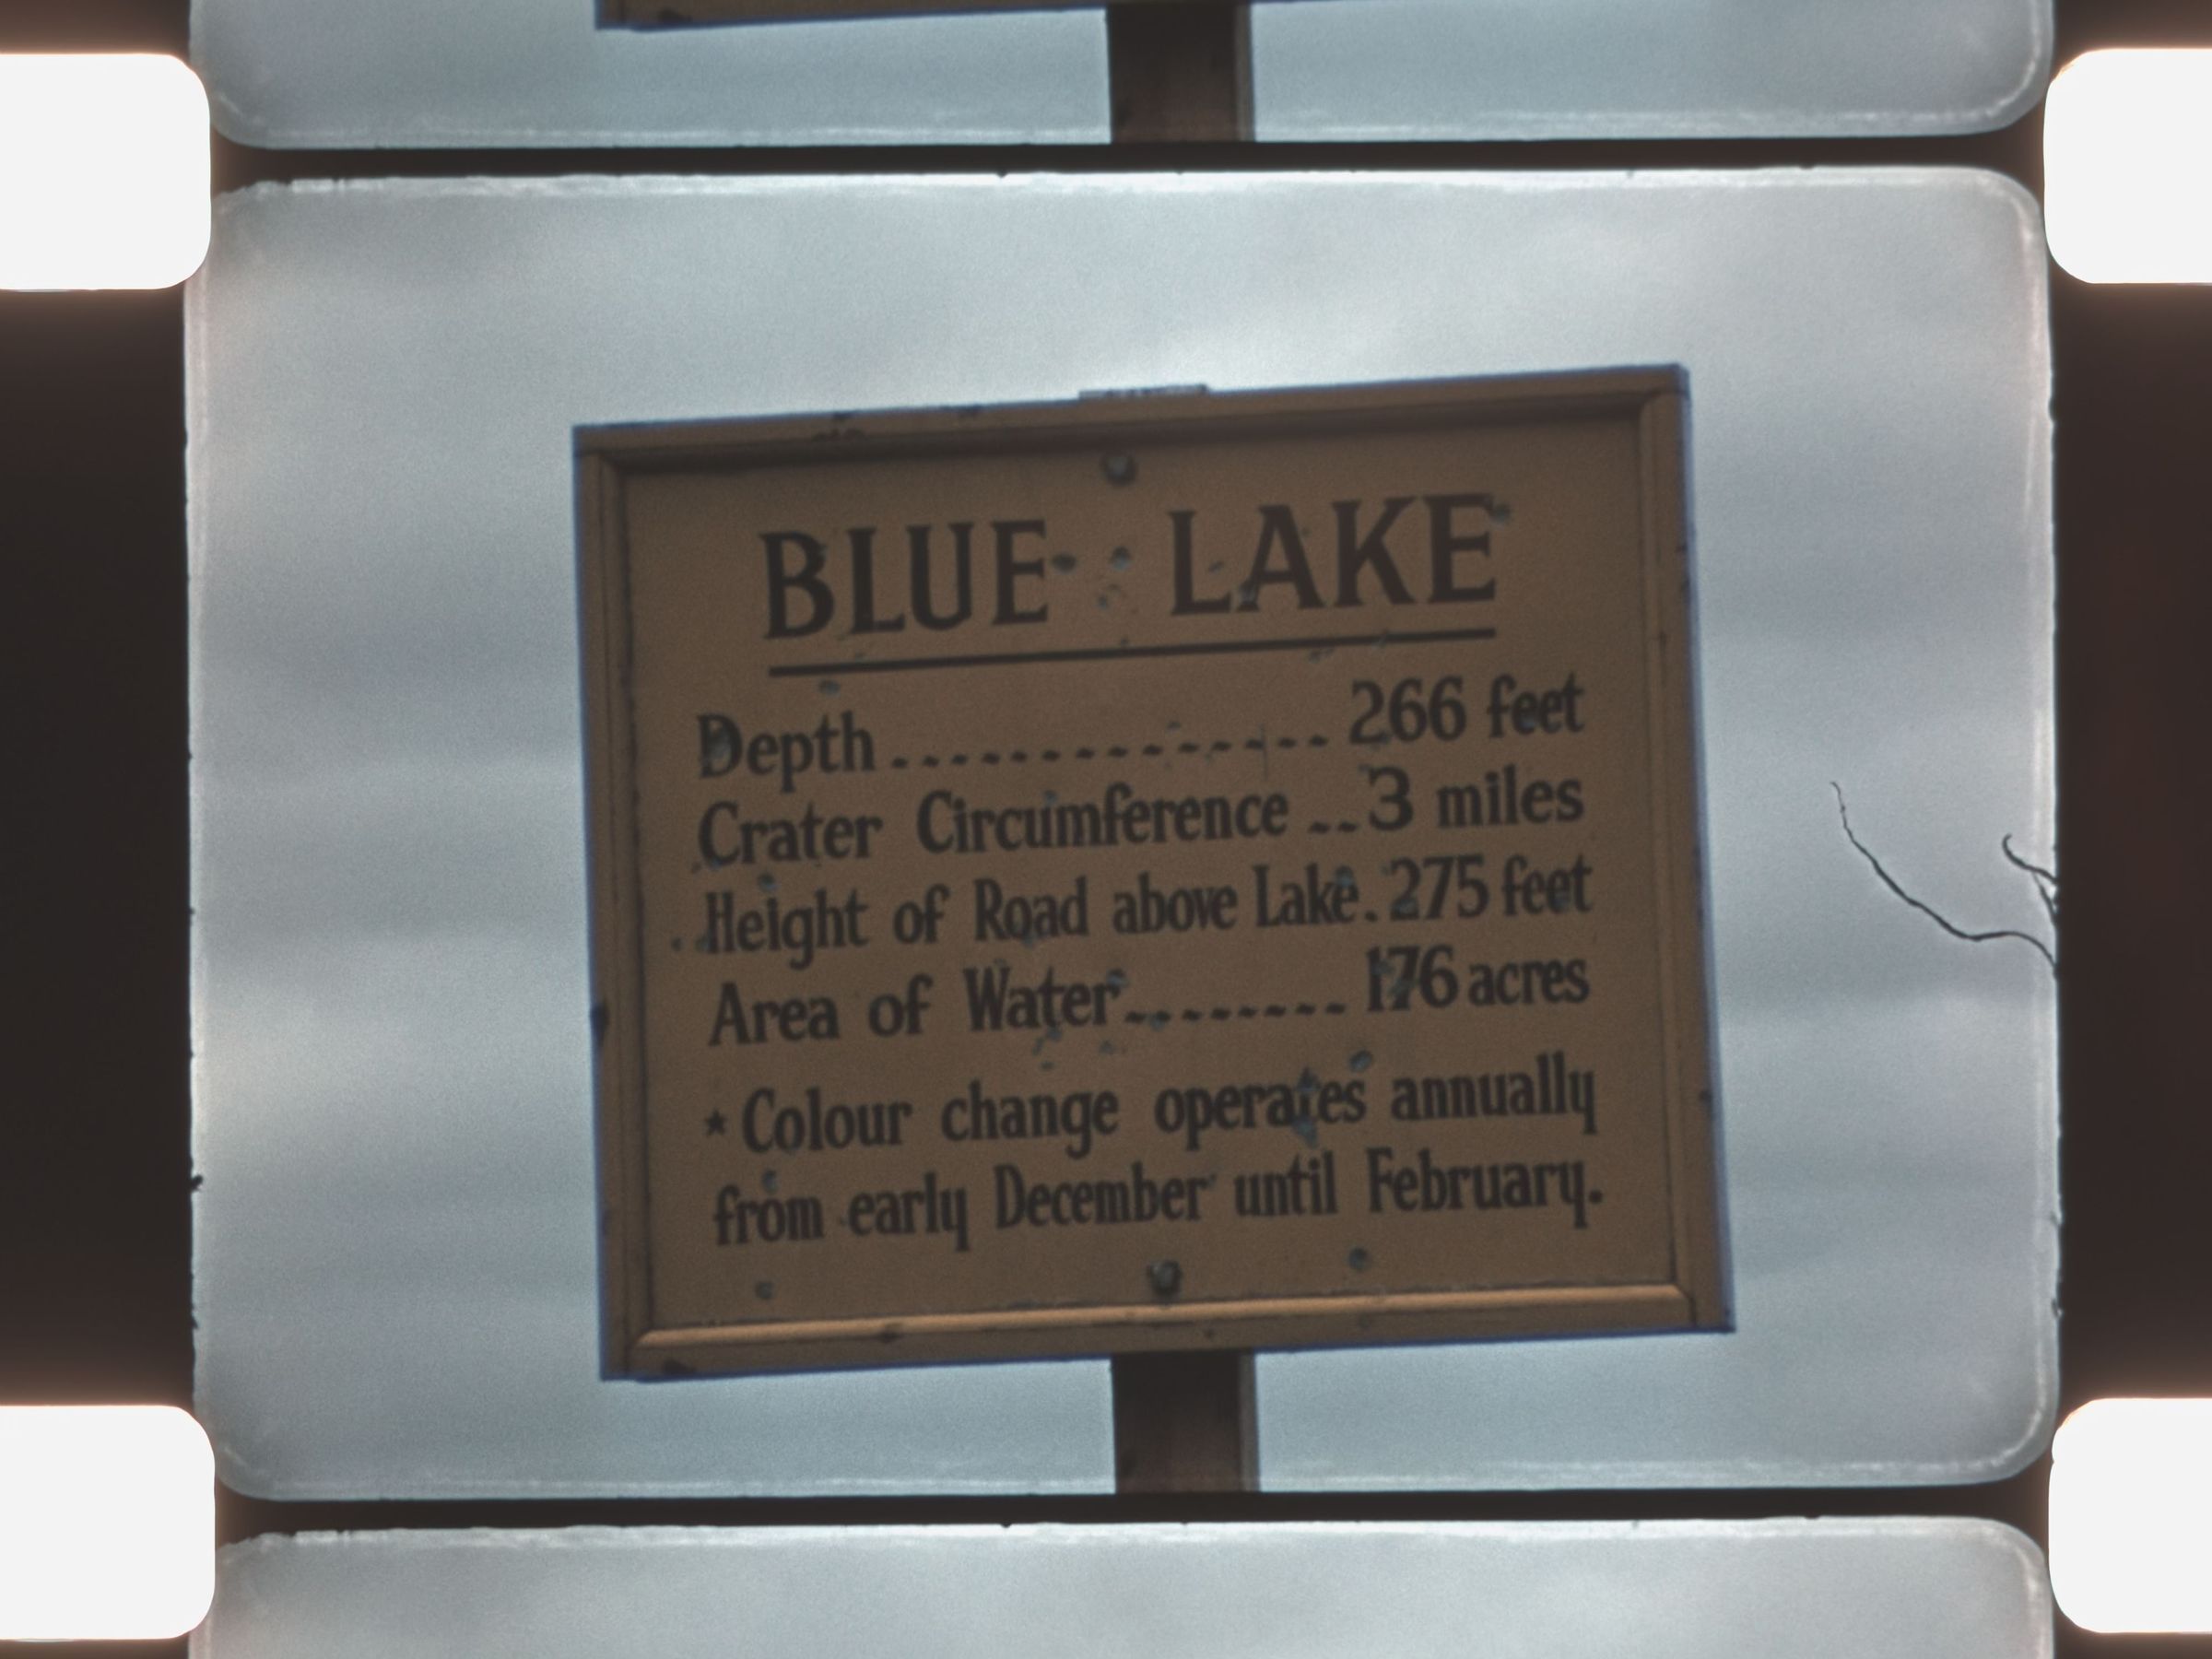 BLUE LAKE
Depth............... 266 feet
Crater Circumference .. 3 miles
Height of Road above Lake. 275 feet
Area of Water......... 176 acres
* Colour change operates annually
from early December until February.